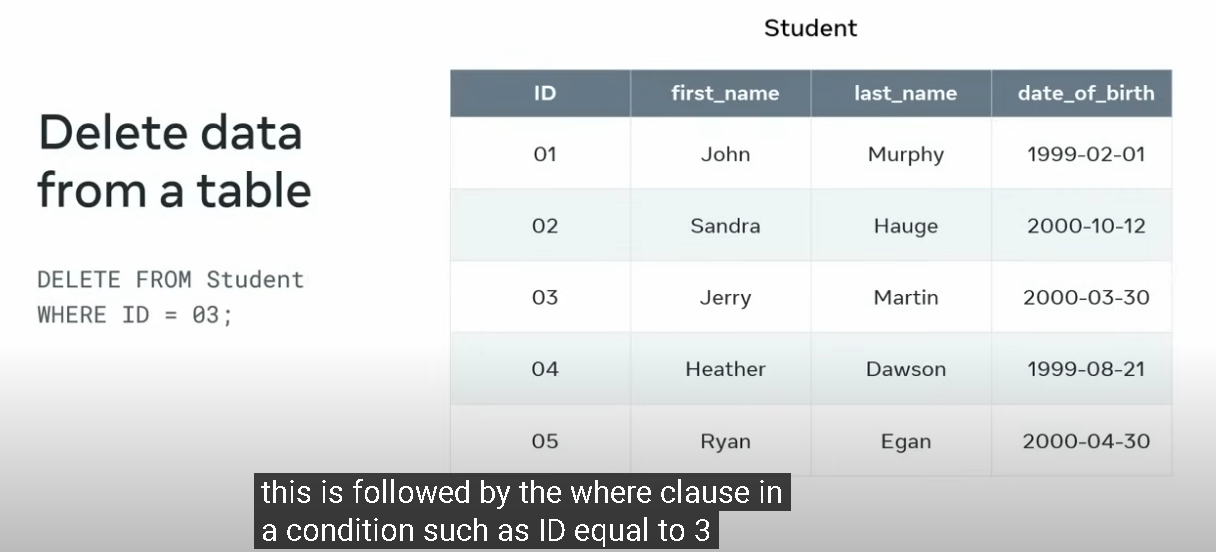 Delete data
from a table
DELETE FROM Student
WHERE ID = 03;
Student
ID first_name last_name date_of_birth
01 John Murphy 1999-02-01
02 Sandra Hauge 2000-10-12
03 Jerry Martin 2000-03-30
04 Heather Dawson 1999-08-21
05 Ryan Egan 2000-04-30
this is followed by the where clause in
a condition such as ID equal to 3